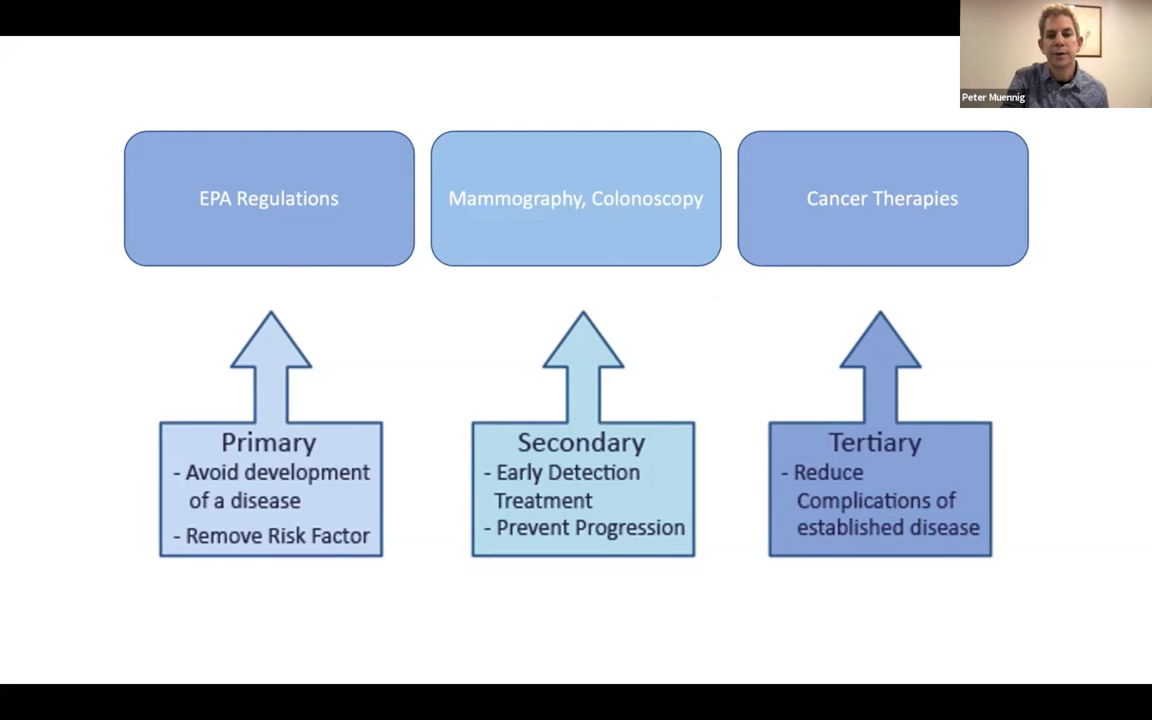 Peter Muennig
EPA Regulations
Mammography, Colonoscopy
Cancer Therapies
Primary
- Avoid development
of a disease
- Remove Risk Factor
Secondary
- Early Detection
Treatment
- Prevent Progression
Tertiary
- Reduce
Complications of
established disease